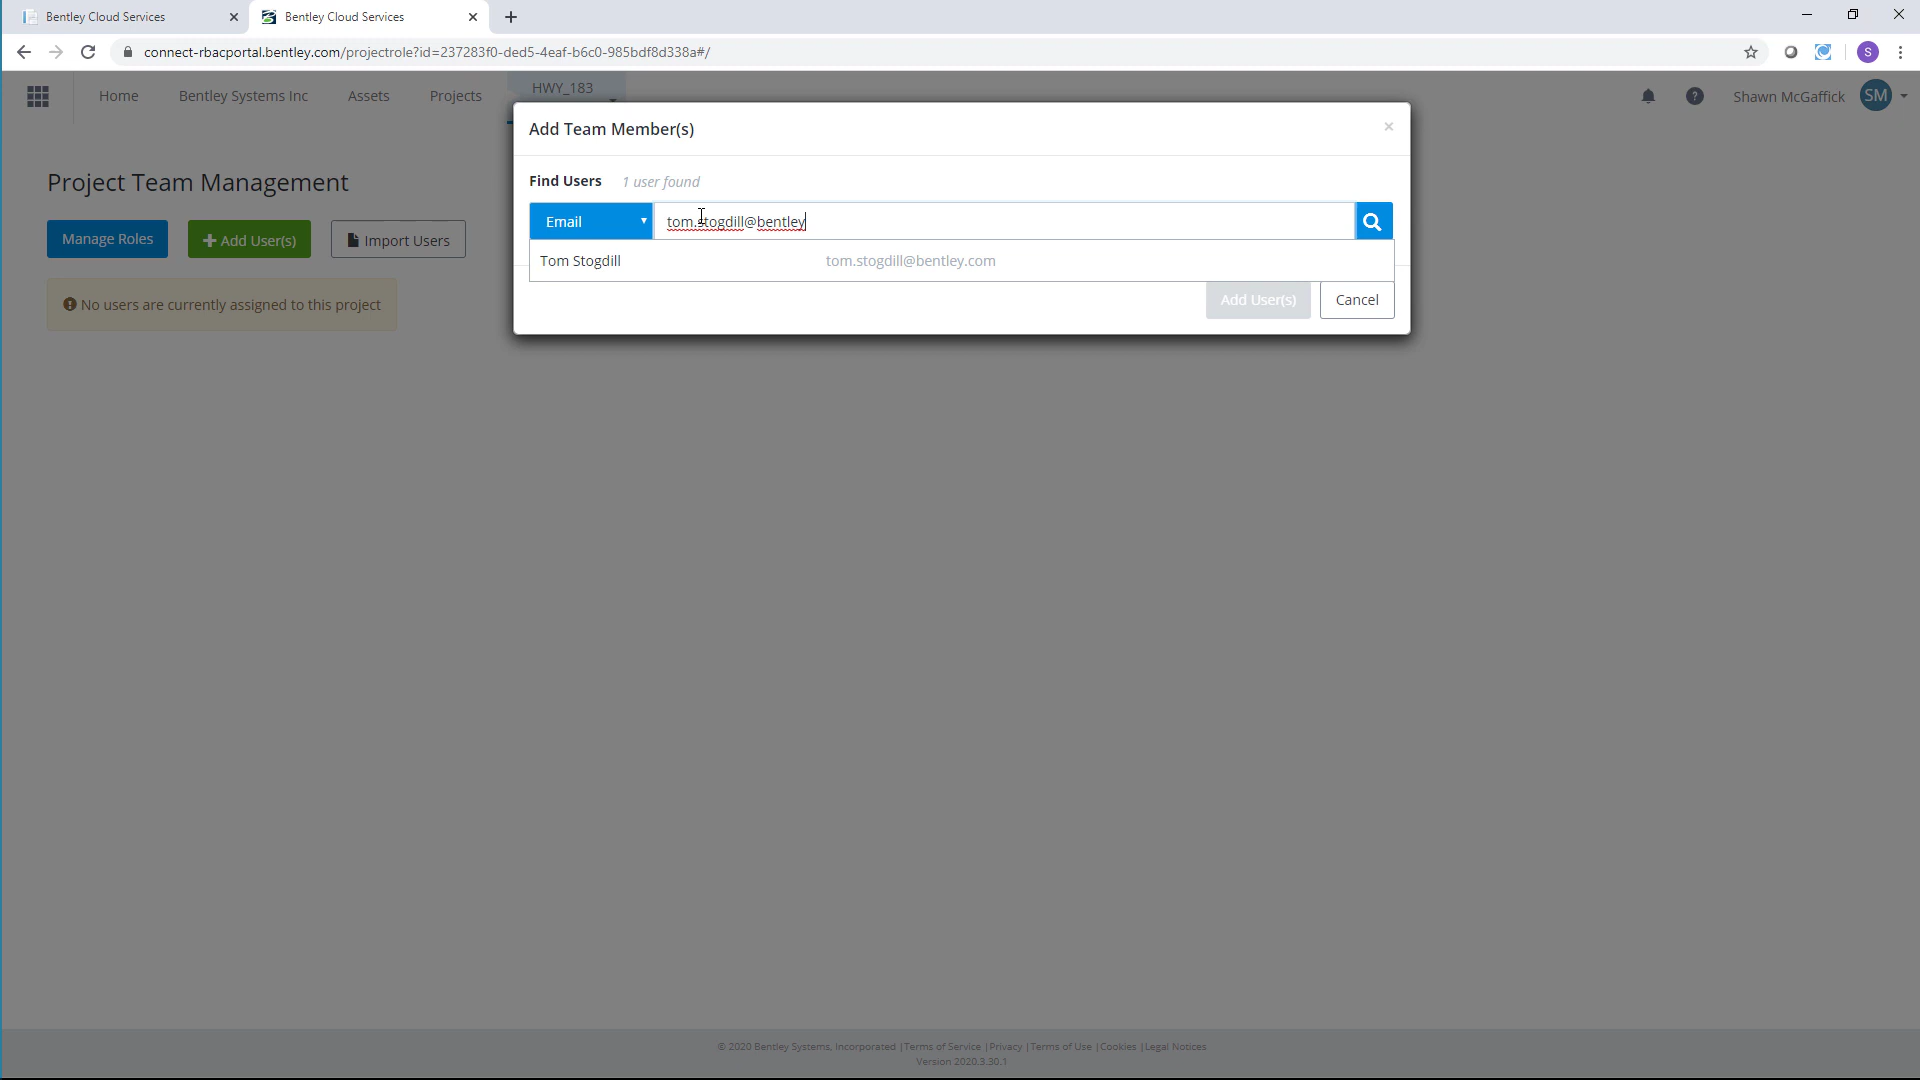 Bentley Cloud Services
Bentley Cloud Services
connect-rbacportal.bentley.com/projectrole?id=237283f0-ded5-4eaf-b6c0-985bdf8d338a#/
S
Home
Bentley Systems Inc
Assets
Projects
HWY_183
Shawn McGaffick
SM
Add Team Member(s)
Project Team Management
Find Users 1 user found
Email
tom.stogdill@bentley
Manage Roles
Add User(s)
Import Users
Tom Stogdill tom.stogdill@bentley.com
No users are currently assigned to this project
Add User(s)
Cancel
© 2020 Bentley Systems, Incorporated |Terms of Service |Privacy |Terms of Use |Cookies |Legal Notices
Version 2020.3.30.1